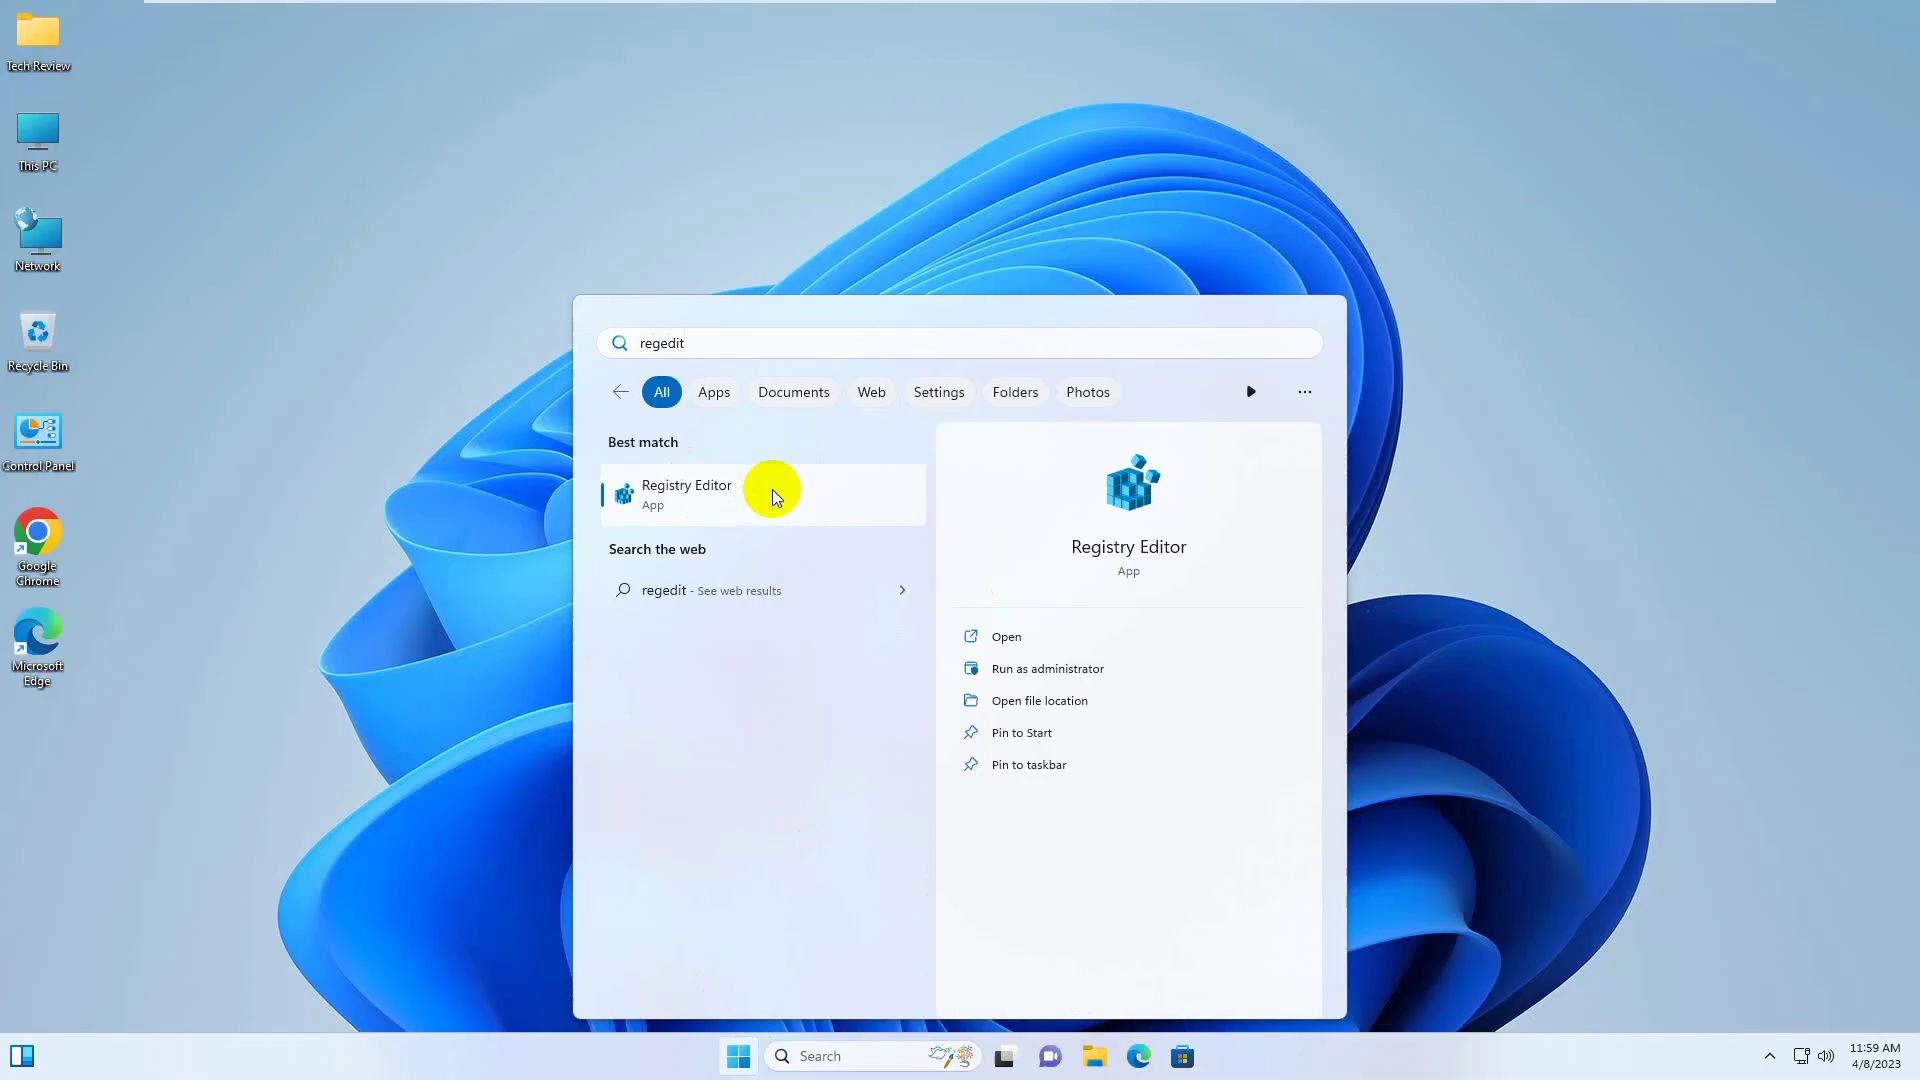 Tech Review
This PC
Network
Recycle Bin
Control Panel
Google
Chrome
Microsoft
Edge
regedit
All
Apps
Documents
Web
Settings
Folders
Photos
Best match
Registry Editor
App
Search the web
regedit - See web results
Registry Editor
App
Open
Run as administrator
Open file location
Pin to Start
Pin to taskbar
Search
11:59 AM
4/8/2023